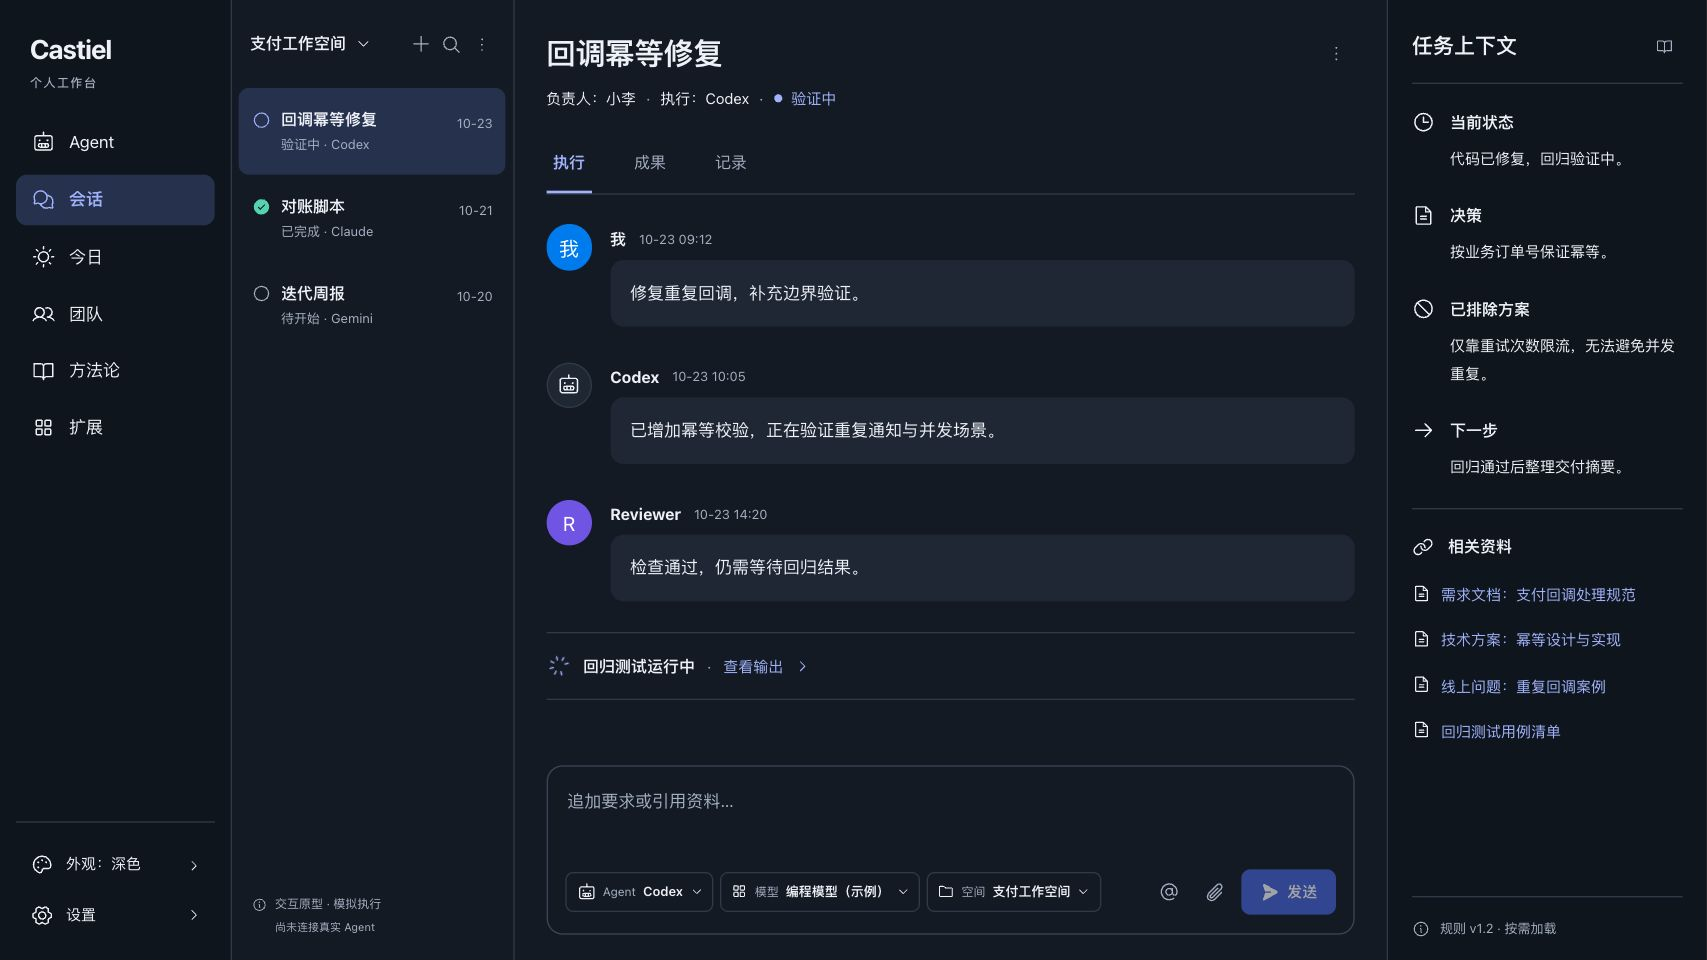 Castiel
个人工作台
Agent
会话
今日
团队
方法论
扩展
外观：深色
设置
支付工作空间
回调幂等修复
10-23
验证中 · Codex
对账脚本
10-21
已完成 · Claude
迭代周报
10-20
待开始 · Gemini
交互原型 · 模拟执行
尚未连接真实 Agent
回调幂等修复
负责人：小李 · 执行：Codex · 验证中
执行 成果 记录
我
我 10-23 09:12
修复重复回调，补充边界验证。
Codex 10-23 10:05
已增加幂等校验，正在验证重复通知与并发场景。
R
Reviewer 10-23 14:20
检查通过，仍需等待回归结果。
回归测试运行中 · 查看输出
追加要求或引用资料...
Agent Codex 模型 编程模型（示例） 空间 支付工作空间 发送
任务上下文
当前状态
代码已修复，回归验证中。
决策
按业务订单号保证幂等。
已排除方案
仅靠重试次数限流，无法避免并发
重复。
下一步
回归通过后整理交付摘要。
相关资料
需求文档：支付回调处理规范
技术方案：幂等设计与实现
线上问题：重复回调案例
回归测试用例清单
规则 v1.2 · 按需加载